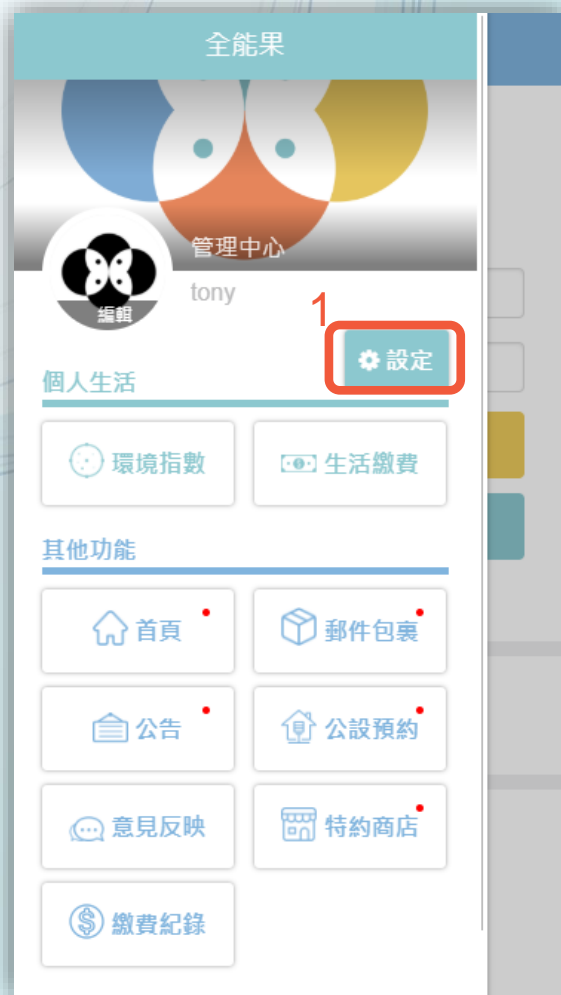 全能果
管理中心
tony
編輯
1
設定
個人生活
環境指數
生活繳費
其他功能
首頁
郵件包裹
公告
公設預約
意見反映
特約商店
繳費紀錄